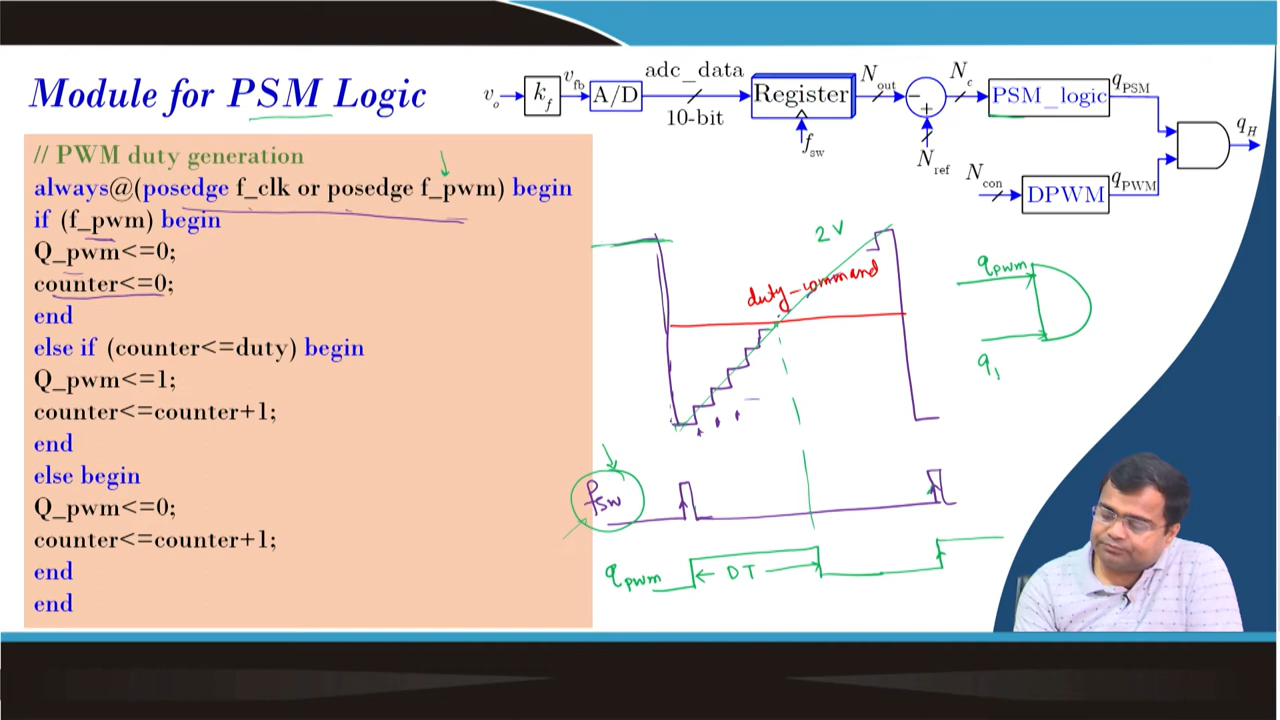 Module for PSM Logic
v_o k_f v_fb A/D adc_data 10-bit Register N_out − + N_c PSM_logic q_PSM
f_sw N_ref N_con DPWM q_PWM q_H
// PWM duty generation
always@(posedge f_clk or posedge f_pwm) begin
if (f_pwm) begin
Q_pwm<=0;
counter<=0;
end
else if (counter<=duty) begin
Q_pwm<=1;
counter<=counter+1;
end
else begin
Q_pwm<=0;
counter<=counter+1;
end
end
2V
duty-command
f_sw
q_pwm DT
q_pwm
q_1